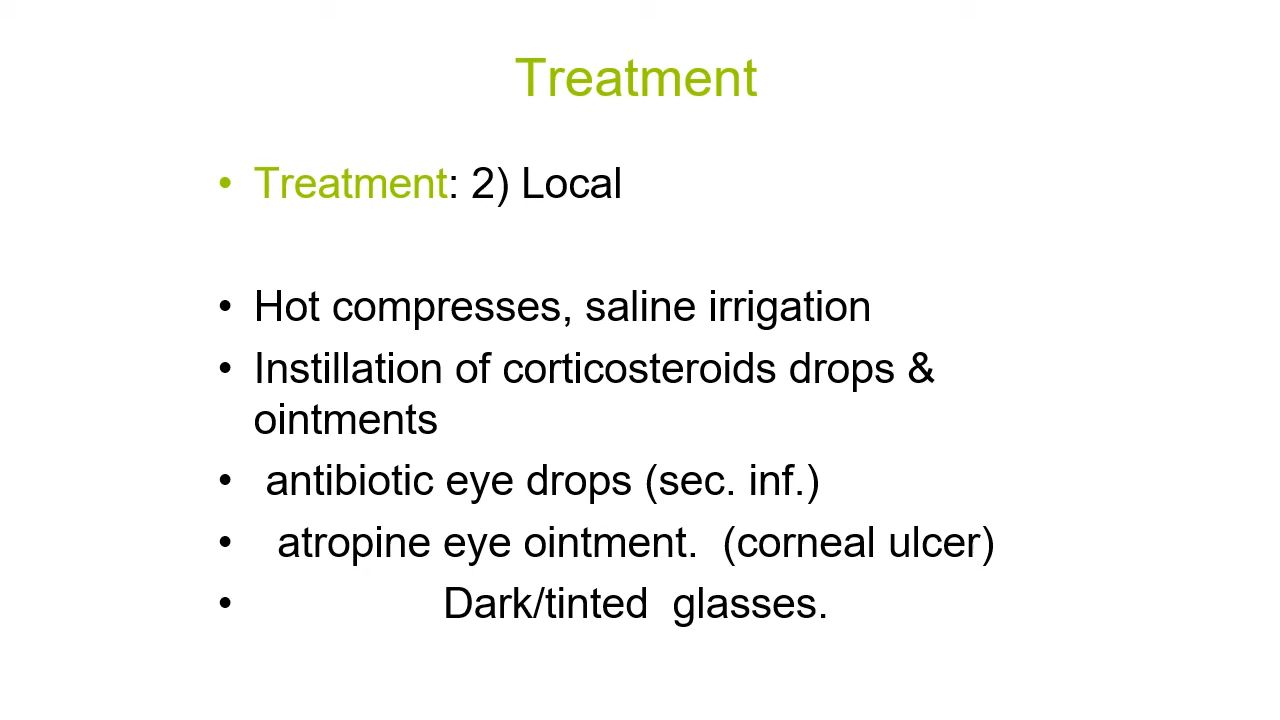 Treatment
• Treatment: 2) Local
• Hot compresses, saline irrigation
• Instillation of corticosteroids drops &
ointments
• antibiotic eye drops (sec. inf.)
• atropine eye ointment. (corneal ulcer)
• Dark/tinted glasses.